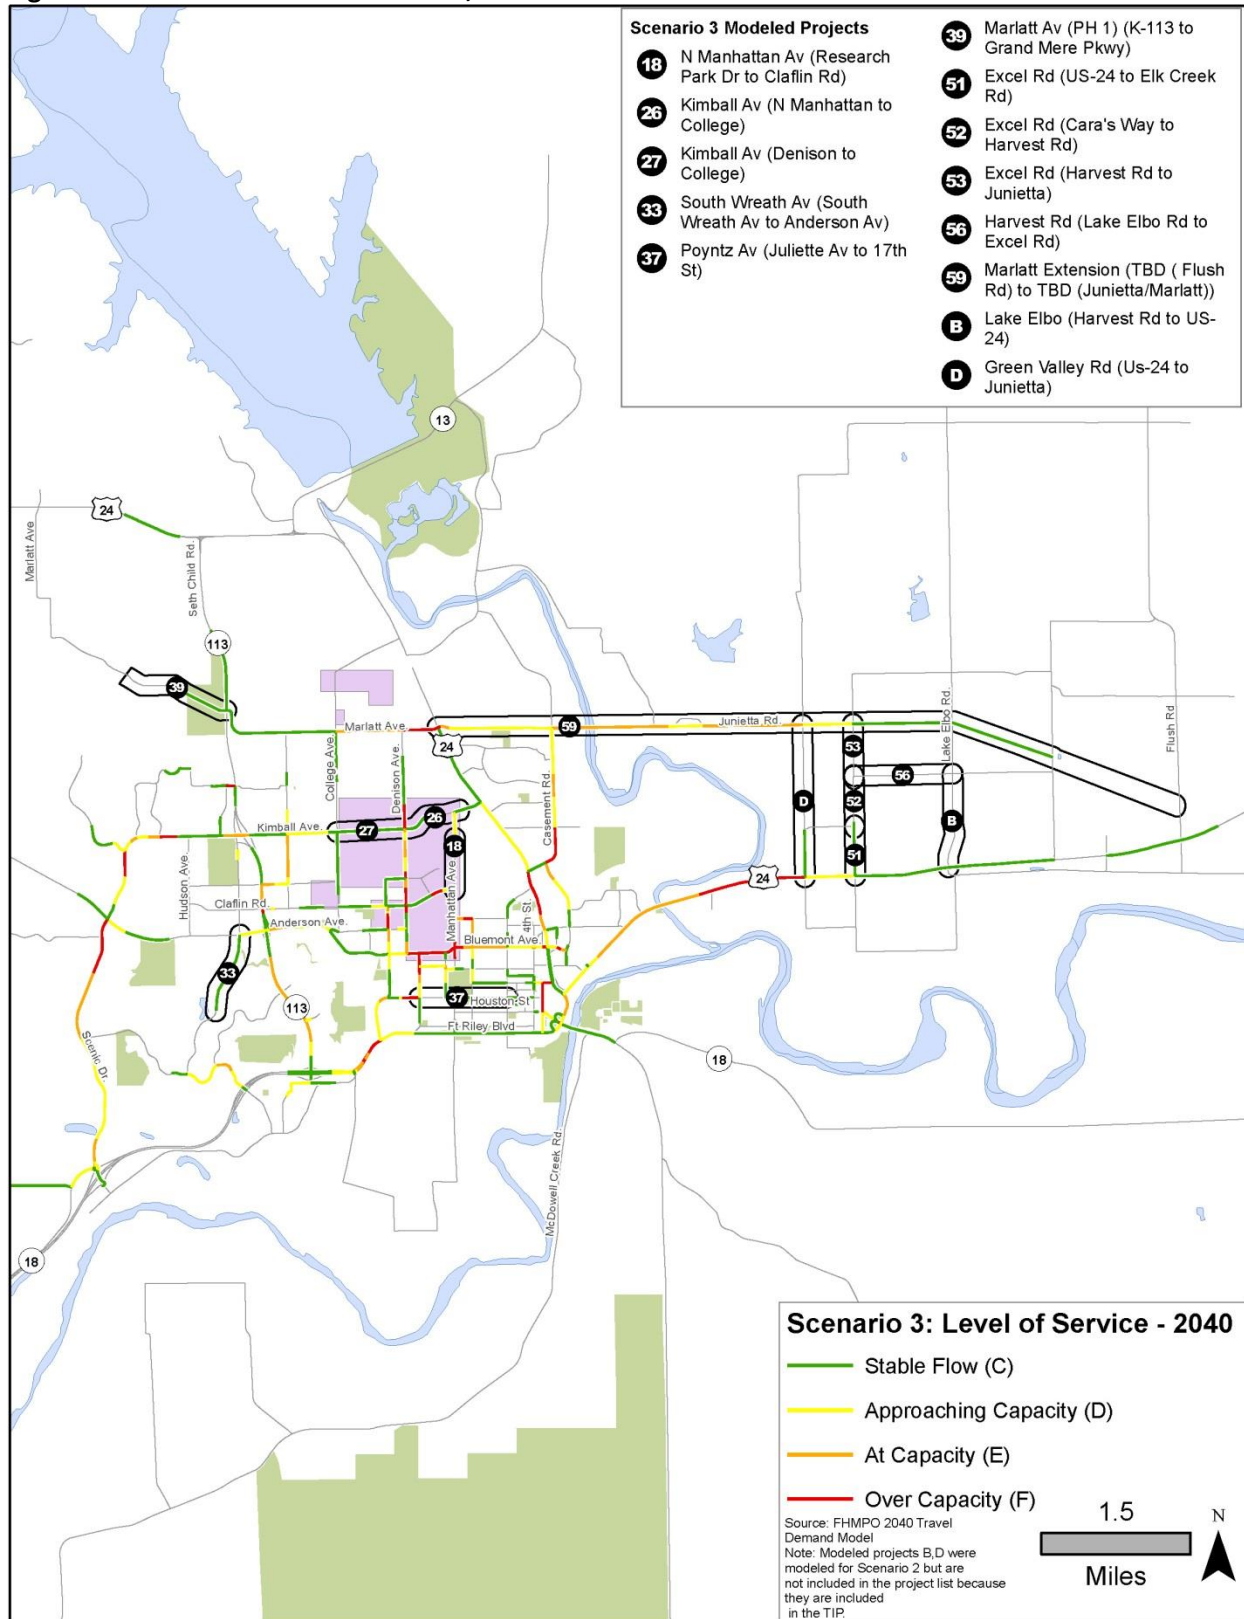 Scenario 3 Modeled Projects
18 N Manhattan Av (Research
Park Dr to Claflin Rd)
26 Kimball Av (N Manhattan to
College)
27 Kimball Av (Denison to
College)
33 South Wreath Av (South
Wreath Av to Anderson Av)
37 Poyntz Av (Juliette Av to 17th
St)
39 Marlatt Av (PH 1) (K-113 to
Grand Mere Pkwy)
51 Excel Rd (US-24 to Elk Creek
Rd)
52 Excel Rd (Cara's Way to
Harvest Rd)
53 Excel Rd (Harvest Rd to
Junietta)
56 Harvest Rd (Lake Elbo Rd to
Excel Rd)
59 Marlatt Extension (TBD ( Flush
Rd) to TBD (Junietta/Marlatt))
B Lake Elbo (Harvest Rd to US-
24)
D Green Valley Rd (Us-24 to
Junietta)
13
24
Marlatt Ave
Seth Child Rd.
113
39
Marlatt Ave.
24
59
Junietta Rd.
Lake Elbo Rd.
Flush Rd
53
56
52
D
B
51
24
College Ave.
Denison Ave.
Casement Rd.
Kimball Ave.
27
26
18
Manhattan Ave.
Hudson Ave.
Claflin Rd.
Anderson Ave.
4th St.
Bluemont Ave.
33
37
Houston St
113
Ft Riley Blvd
18
Scenic Dr.
McDowell Creek Rd.
18
Scenario 3: Level of Service - 2040
Stable Flow (C)
Approaching Capacity (D)
At Capacity (E)
Over Capacity (F)
Source: FHMPO 2040 Travel
Demand Model
Note: Modeled projects B,D were
modeled for Scenario 2 but are
not included in the project list because
they are included
in the TIP.
1.5
Miles
N